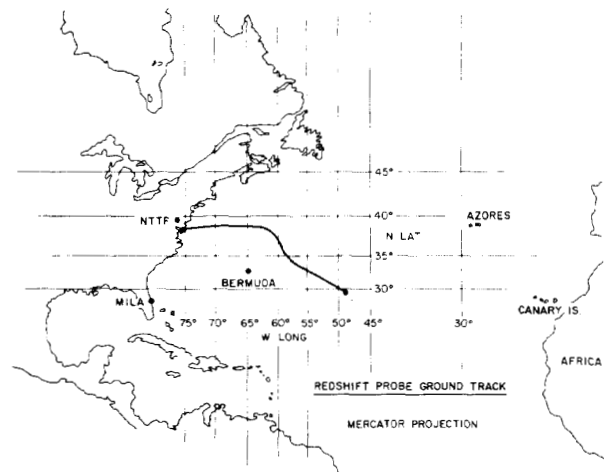 45°
NTTF
40°
AZORES
N LAT
35°
BERMUDA
30°
MILA
CANARY IS.
75° 70° 65° 60° 55° 50° 45° 30°
W LONG
AFRICA
REDSHIFT PROBE GROUND TRACK
MERCATOR PROJECTION